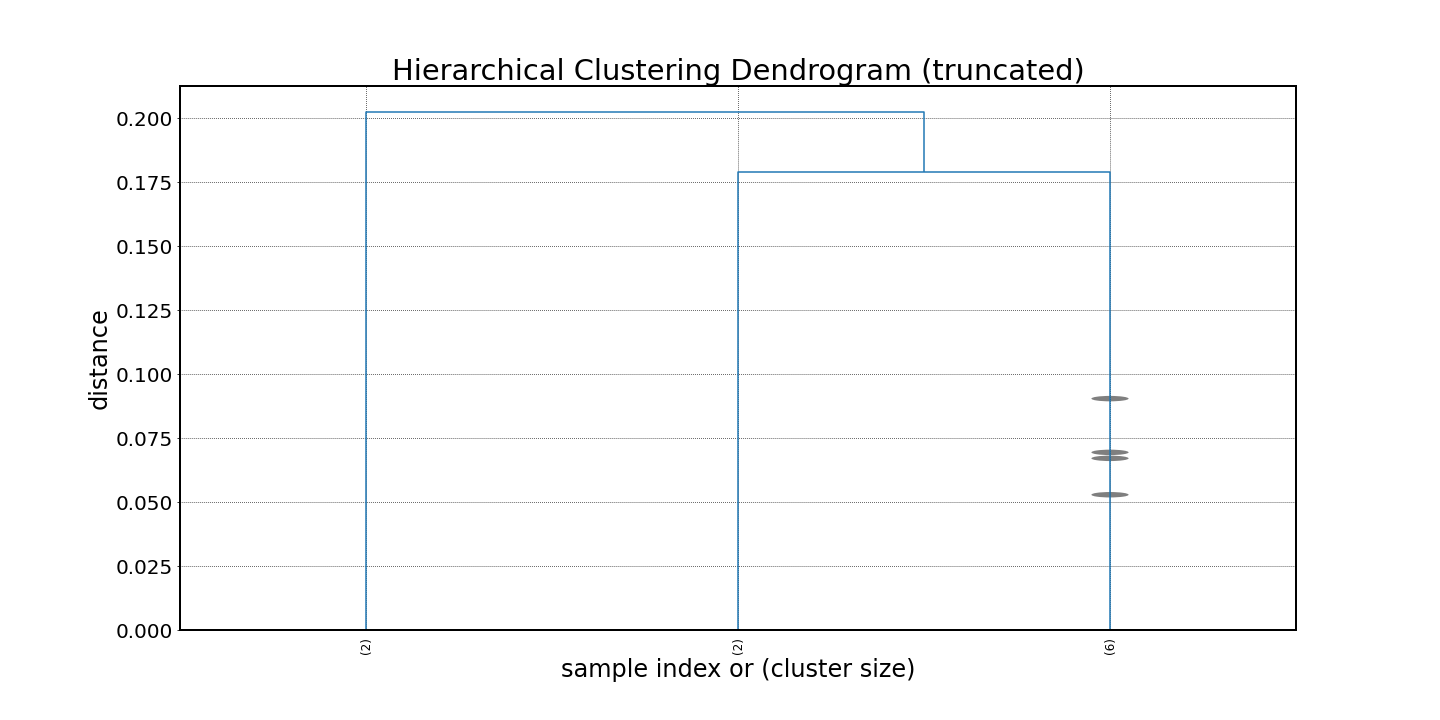 Hierarchical Clustering Dendrogram (truncated)
0.200
0.175
0.150
0.125
0.100
0.075
0.050
0.025
0.000
distance
(2) (2) (6)
sample index or (cluster size)